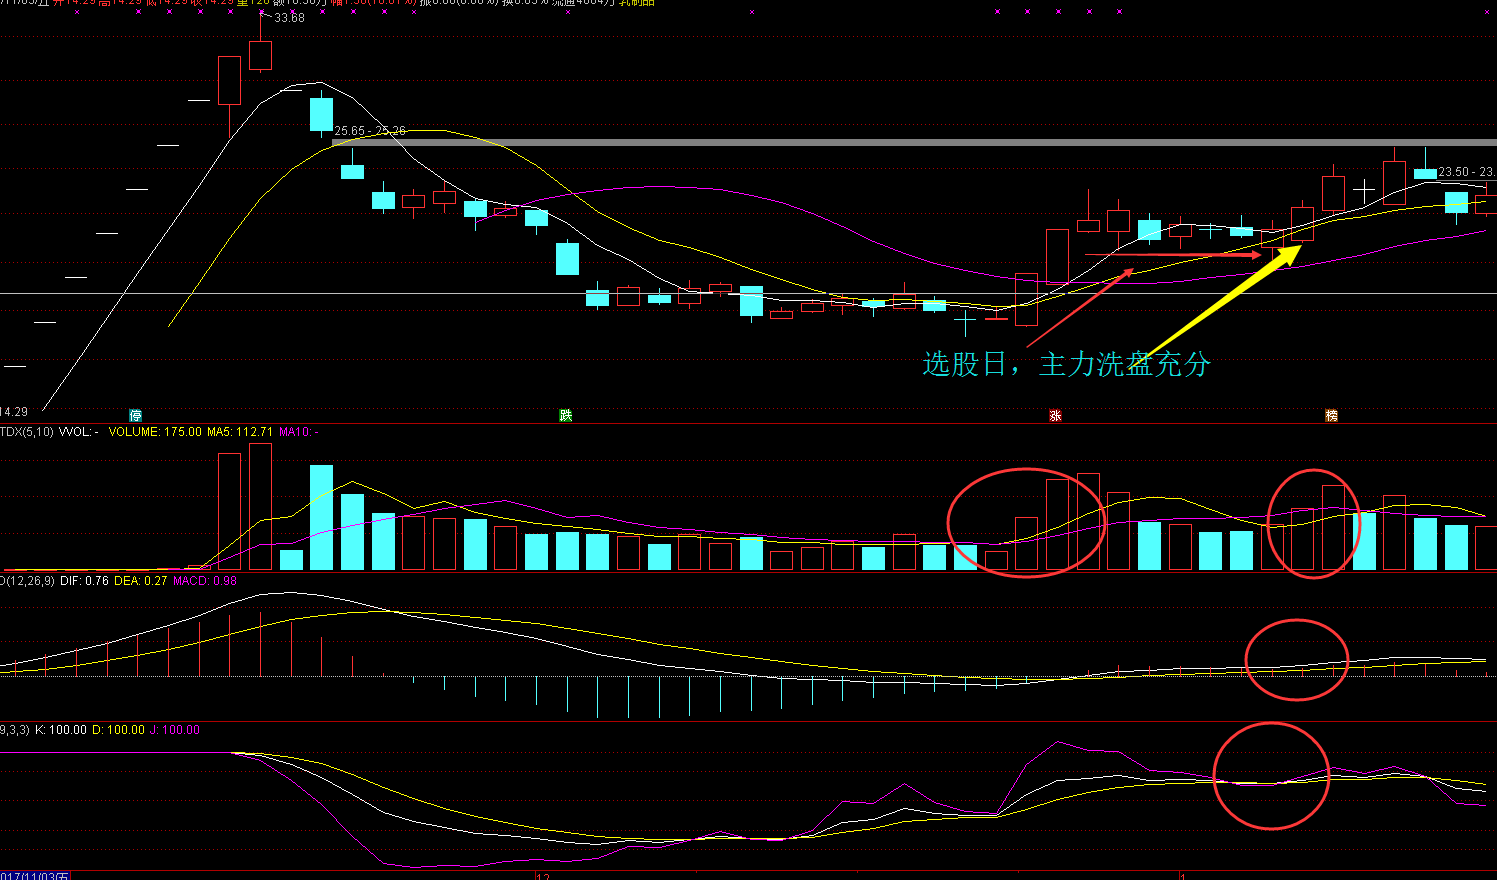 33.68
25.65 - 25.26
23.50 - 23.
选股日，主力洗盘充分
14.29
停 跌 涨 榜
TDX(5,10) VVOL: - VOLUME: 175.00 MA5: 112.71 MA10: -
D(12,26,9) DIF: 0.76 DEA: 0.27 MACD: 0.98
9,3,3) K: 100.00 D: 100.00 J: 100.00
017/11/03/五 12 1